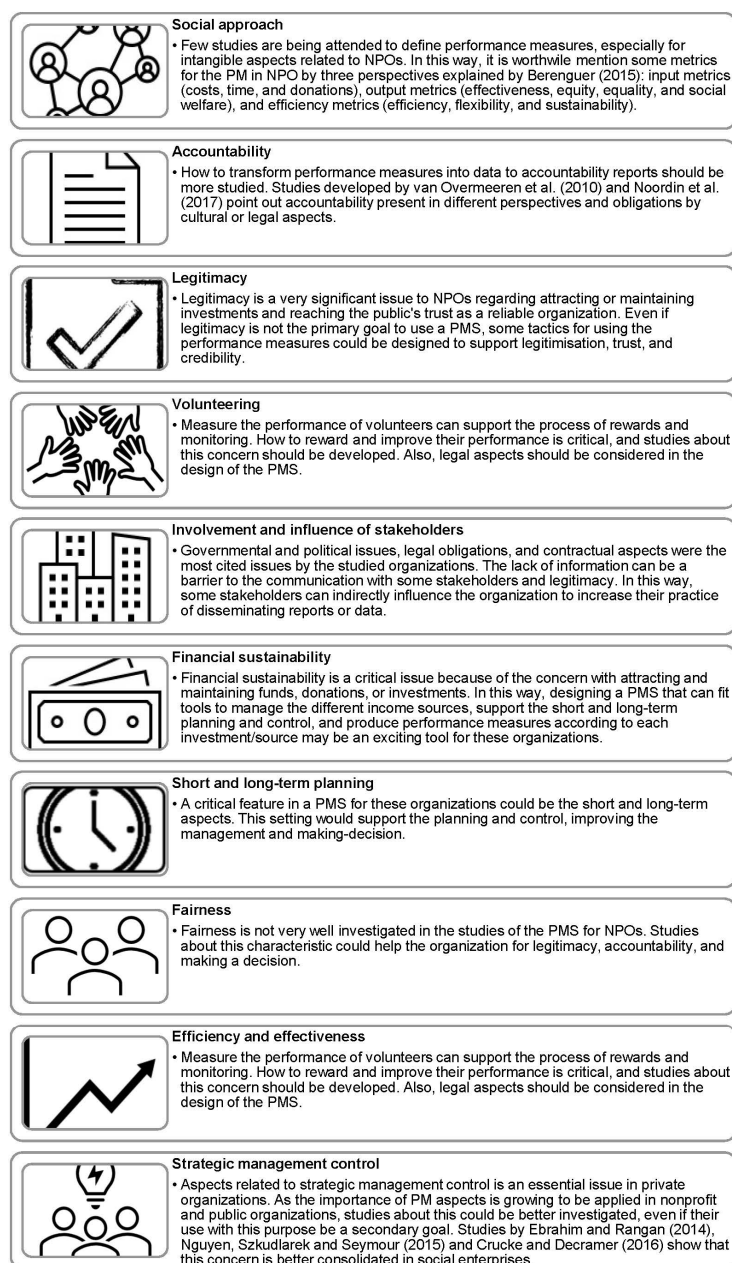 Social approach
• Few studies are being attended to define performance measures, especially for
intangible aspects related to NPOs. In this way, it is worthwile mention some metrics
for the PM in NPO by three perspectives explained by Berenguer (2015): input metrics
(costs, time, and donations), output metrics (effectiveness, equity, equality, and social
welfare), and efficiency metrics (efficiency, flexibility, and sustainability).
Accountability
• How to transform performance measures into data to accountability reports should be
more studied. Studies developed by van Overmeeren et al. (2010) and Noordin et al.
(2017) point out accountability present in different perspectives and obligations by
cultural or legal aspects.
Legitimacy
• Legitimacy is a very significant issue to NPOs regarding attracting or maintaining
investments and reaching the public's trust as a reliable organization. Even if
legitimacy is not the primary goal to use a PMS, some tactics for using the
performance measures could be designed to support legitimisation, trust, and
credibility.
Volunteering
• Measure the performance of volunteers can support the process of rewards and
monitoring. How to reward and improve their performance is critical, and studies about
this concern should be developed. Also, legal aspects should be considered in the
design of the PMS.
Involvement and influence of stakeholders
• Governmental and political issues, legal obligations, and contractual aspects were the
most cited issues by the studied organizations. The lack of information can be a
barrier to the communication with some stakeholders and legitimacy. In this way,
some stakeholders can indirectly influence the organization to increase their practice
of disseminating reports or data.
Financial sustainability
• Financial sustainability is a critical issue because of the concern with attracting and
maintaining funds, donations, or investments. In this way, designing a PMS that can fit
tools to manage the different income sources, support the short and long-term
planning and control, and produce performance measures according to each
investment/source may be an exciting tool for these organizations.
Short and long-term planning
• A critical feature in a PMS for these organizations could be the short and long-term
aspects. This setting would support the planning and control, improving the
management and making-decision.
Fairness
• Fairness is not very well investigated in the studies of the PMS for NPOs. Studies
about this characteristic could help the organization for legitimacy, accountability, and
making a decision.
Efficiency and effectiveness
• Measure the performance of volunteers can support the process of rewards and
monitoring. How to reward and improve their performance is critical, and studies about
this concern should be developed. Also, legal aspects should be considered in the
design of the PMS.
Strategic management control
• Aspects related to strategic management control is an essential issue in private
organizations. As the importance of PM aspects is growing to be applied in nonprofit
and public organizations, studies about this could be better investigated, even if their
use with this purpose be a secondary goal. Studies by Ebrahim and Rangan (2014),
Nguyen, Szkudlarek and Seymour (2015) and Crucke and Decramer (2016) show that
this concern is better consolidated in social enterprises